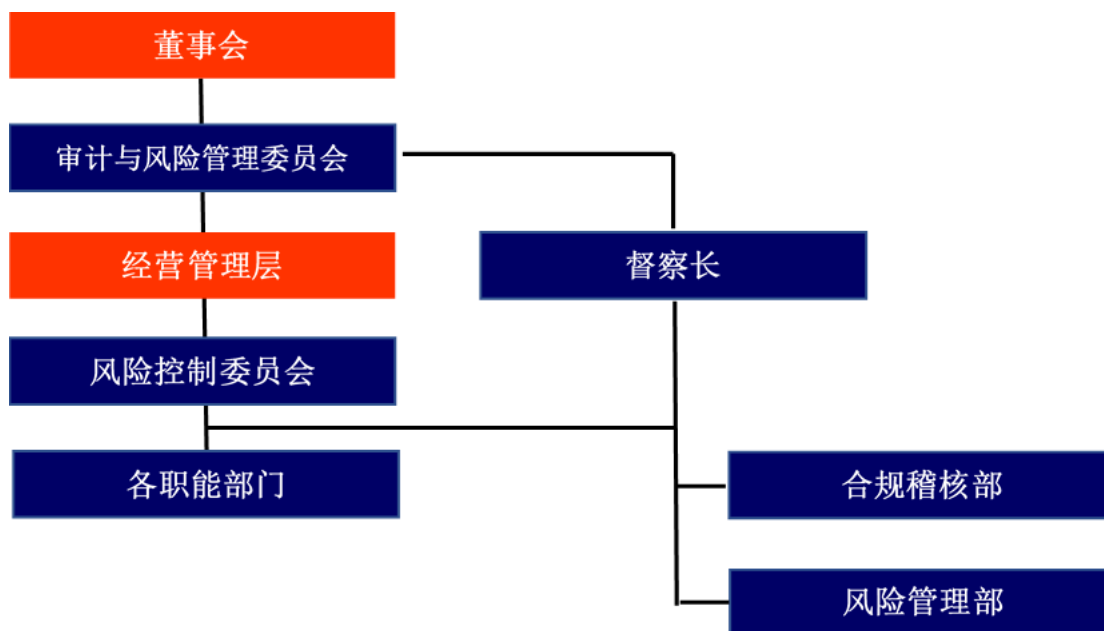 董事会
审计与风险管理委员会
经营管理层
督察长
风险控制委员会
各职能部门
合规稽核部
风险管理部